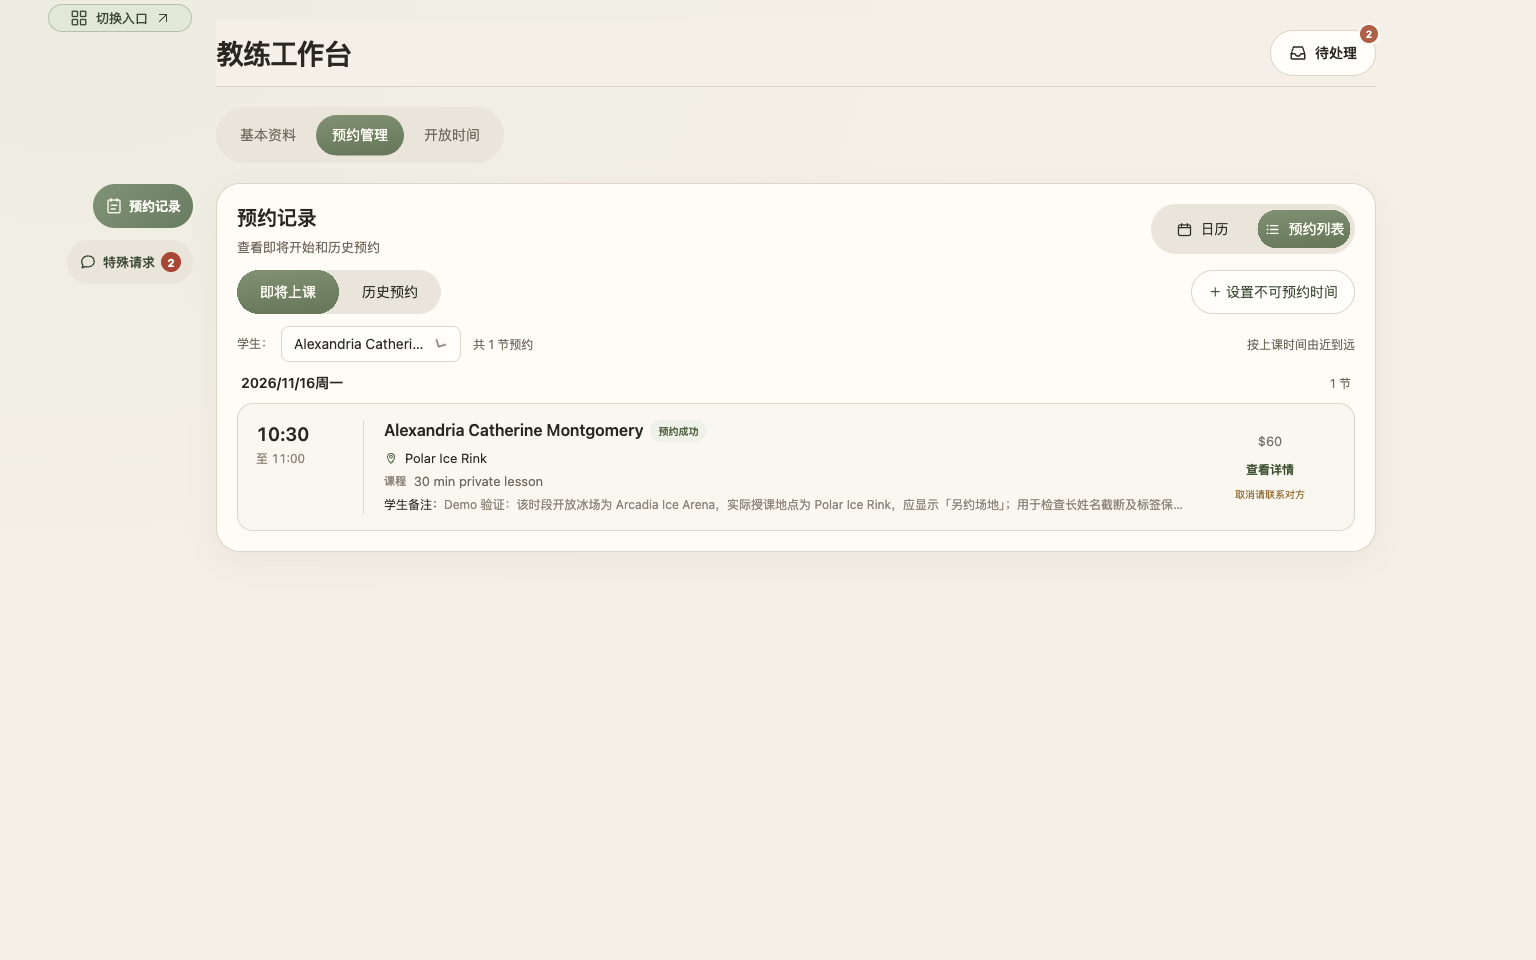 切换入口
教练工作台
待处理 2
基本资料 预约管理 开放时间
预约记录
特殊请求 2
预约记录
查看即将开始和历史预约
日历 预约列表
即将上课 历史预约
+ 设置不可预约时间
学生： Alexandria Catheri... 共 1 节预约
按上课时间由近到远
2026/11/16周一
1 节
10:30
至 11:00
Alexandria Catherine Montgomery 预约成功
Polar Ice Rink
课程 30 min private lesson
学生备注： Demo 验证：该时段开放冰场为 Arcadia Ice Arena，实际授课地点为 Polar Ice Rink，应显示「另约场地」；用于检查长姓名截断及标签保...
$60
查看详情
取消请联系对方